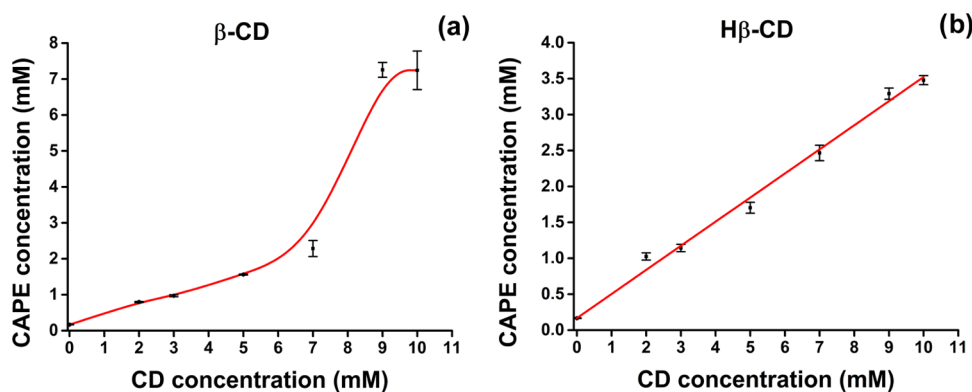 β-CD
(a)
CAPE concentration (mM)
8
7
6
5
4
3
2
1
0
0 1 2 3 4 5 6 7 8 9 10 11
CD concentration (mM)
Hβ-CD
(b)
CAPE concentration (mM)
4.0
3.5
3.0
2.5
2.0
1.5
1.0
0.5
0.0
0 1 2 3 4 5 6 7 8 9 10 11
CD concentration (mM)